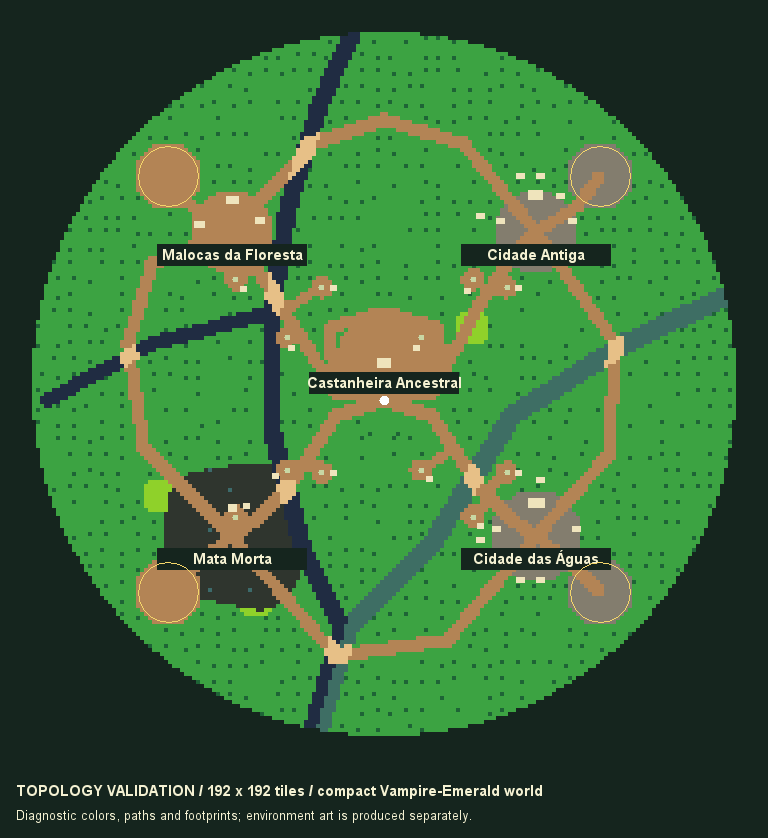 Malocas da Floresta
Cidade Antiga
Castanheira Ancestral
Mata Morta
Cidade das Águas
TOPOLOGY VALIDATION / 192 x 192 tiles / compact Vampire-Emerald world
Diagnostic colors, paths and footprints; environment art is produced separately.